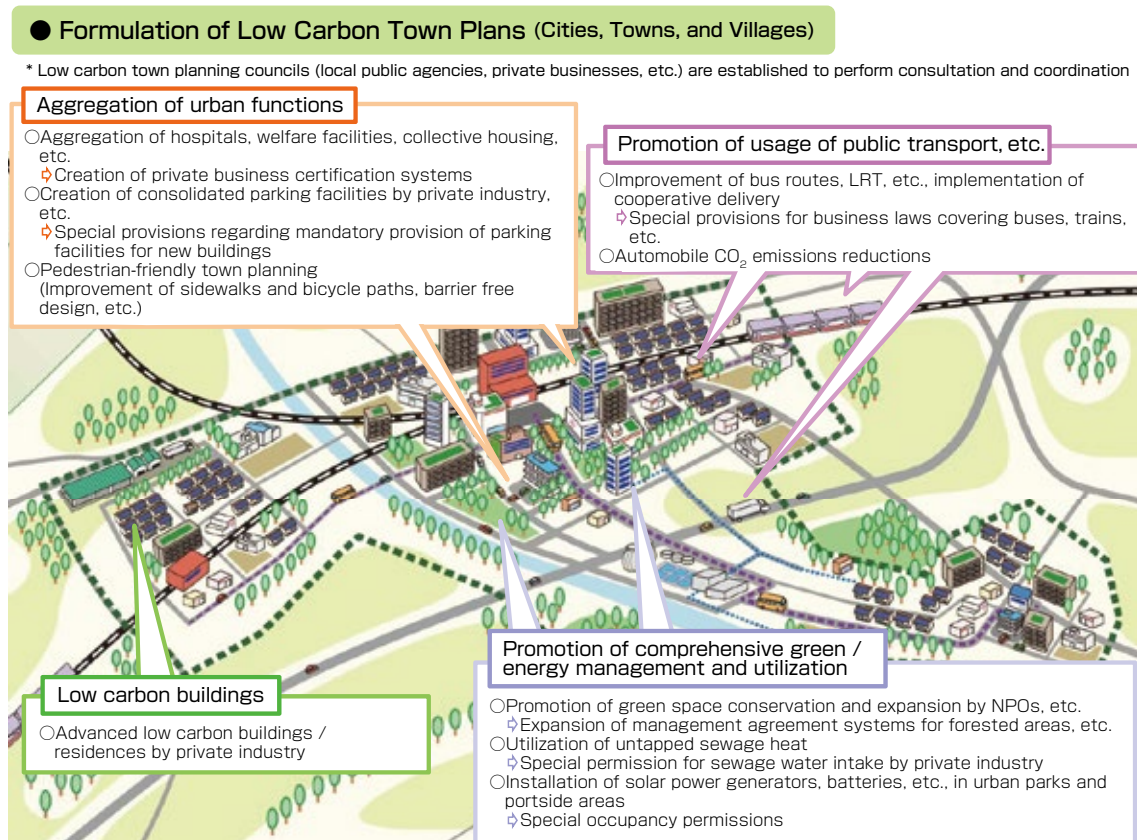 ● Formulation of Low Carbon Town Plans (Cities, Towns, and Villages)
* Low carbon town planning councils (local public agencies, private businesses, etc.) are established to perform consultation and coordination
Aggregation of urban functions
○Aggregation of hospitals, welfare facilities, collective housing,
etc.
⇨Creation of private business certification systems
○Creation of consolidated parking facilities by private industry,
etc.
⇨Special provisions regarding mandatory provision of parking
facilities for new buildings
○Pedestrian-friendly town planning
(Improvement of sidewalks and bicycle paths, barrier free
design, etc.)
Promotion of usage of public transport, etc.
○Improvement of bus routes, LRT, etc., implementation of
cooperative delivery
⇨Special provisions for business laws covering buses, trains,
etc.
○Automobile CO₂ emissions reductions
Low carbon buildings
○Advanced low carbon buildings /
residences by private industry
Promotion of comprehensive green /
energy management and utilization
○Promotion of green space conservation and expansion by NPOs, etc.
⇨Expansion of management agreement systems for forested areas, etc.
○Utilization of untapped sewage heat
⇨Special permission for sewage water intake by private industry
○Installation of solar power generators, batteries, etc., in urban parks and
portside areas
⇨Special occupancy permissions